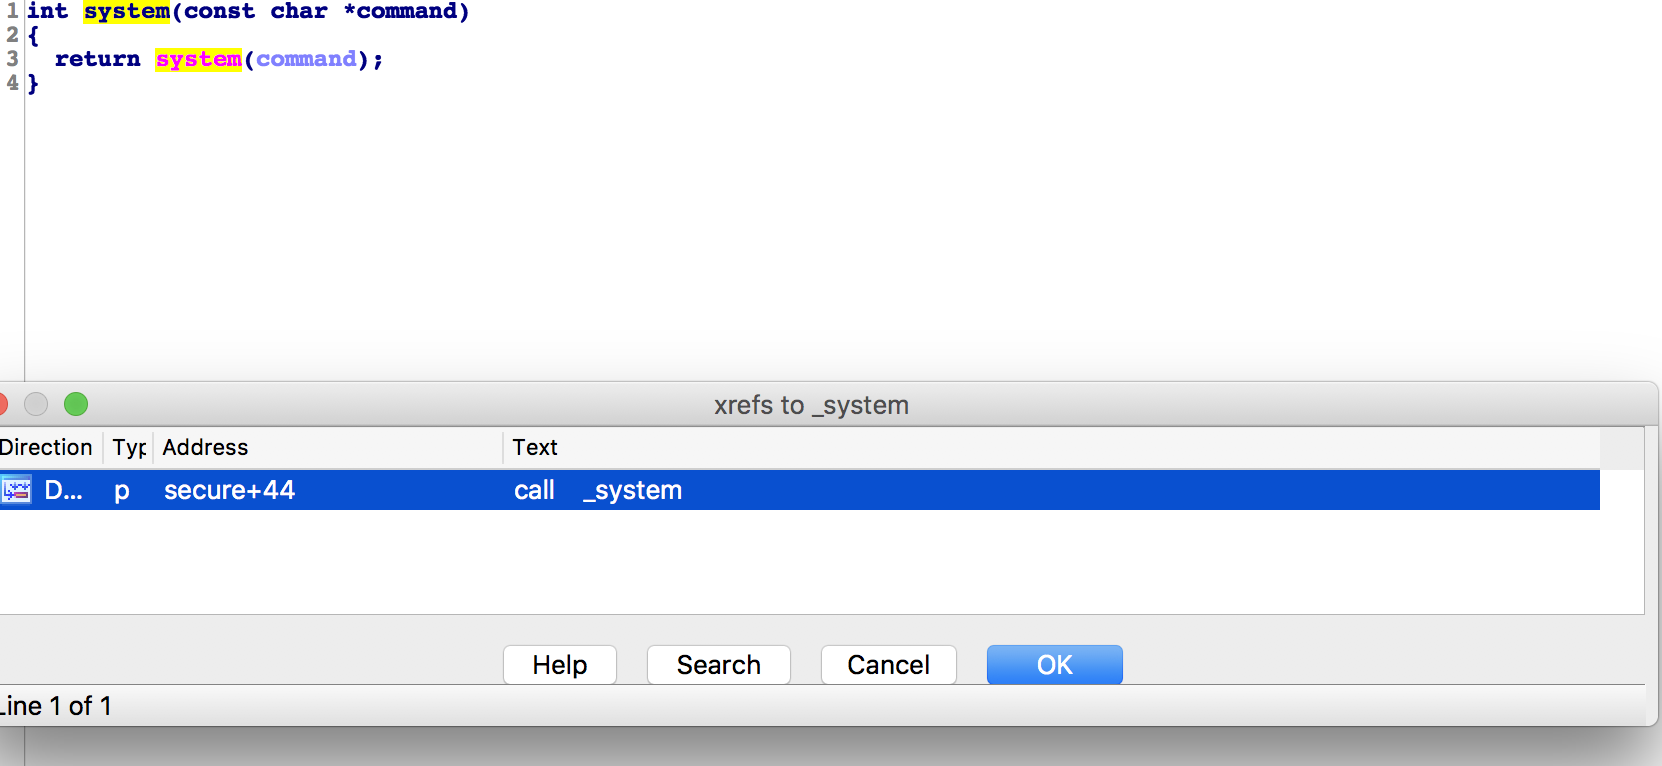 1 int system(const char *command)
2 {
3   return system(command);
4 }
xrefs to _system
Direction Typ Address Text
D... p secure+44 call _system
Help Search Cancel OK
Line 1 of 1